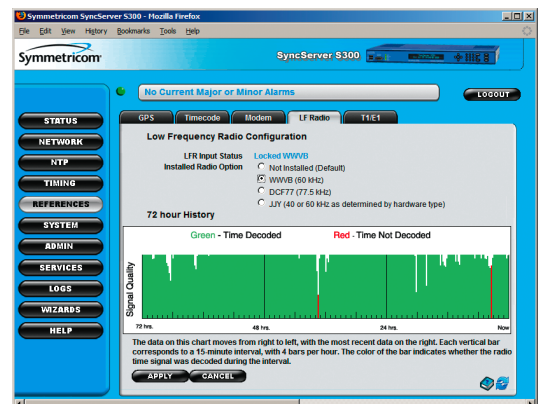 Symmetricom SyncServer S300 - Mozilla Firefox
File Edit View History Bookmarks Tools Help
Symmetricom
SyncServer S300
No Current Major or Minor Alarms
LOGOUT
STATUS
NETWORK
NTP
TIMING
REFERENCES
SYSTEM
ADMIN
SERVICES
LOGS
WIZARDS
HELP
GPS Timecode Modem LF Radio T1/E1
Low Frequency Radio Configuration
LFR Input Status Locked WWVB
Installed Radio Option Not Installed (Default)
WWVB (60 kHz)
DCF77 (77.5 kHz)
JJY (40 or 60 kHz as determined by hardware type)
72 hour History
Green - Time Decoded Red - Time Not Decoded
Signal Quality
72 hrs. 48 hrs. 24 hrs. Now
The data on this chart moves from right to left, with the most recent data on the right. Each vertical bar
corresponds to a 15-minute interval, with 4 bars per hour. The color of the bar indicates whether the radio
time signal was decoded during the interval.
APPLY CANCEL